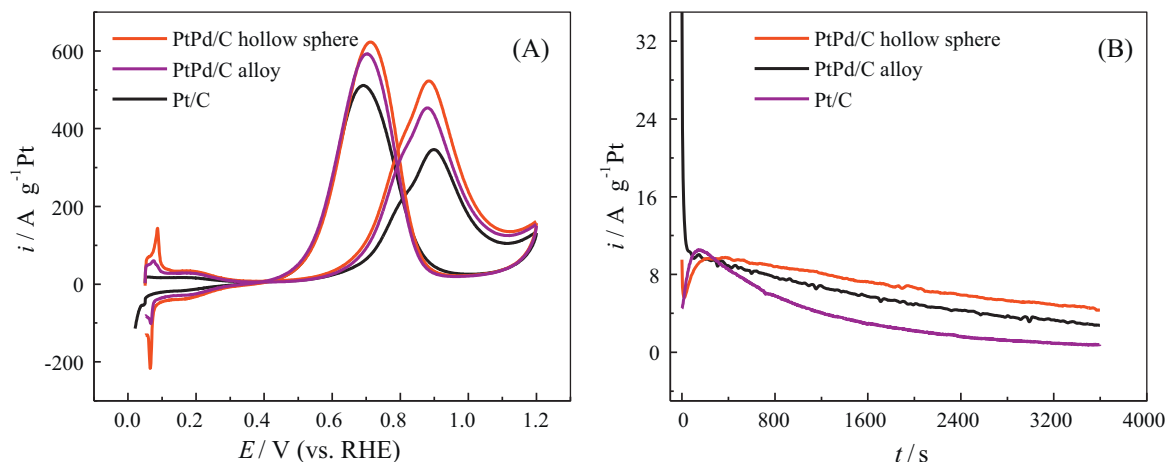 PtPd/C hollow sphere
PtPd/C alloy
Pt/C
(A)
600
400
200
0
-200
i / A g⁻¹Pt
0.0 0.2 0.4 0.6 0.8 1.0 1.2
E / V (vs. RHE)
PtPd/C hollow sphere
PtPd/C alloy
Pt/C
(B)
32
24
16
8
0
i / A g⁻¹Pt
0 800 1600 2400 3200 4000
t / s